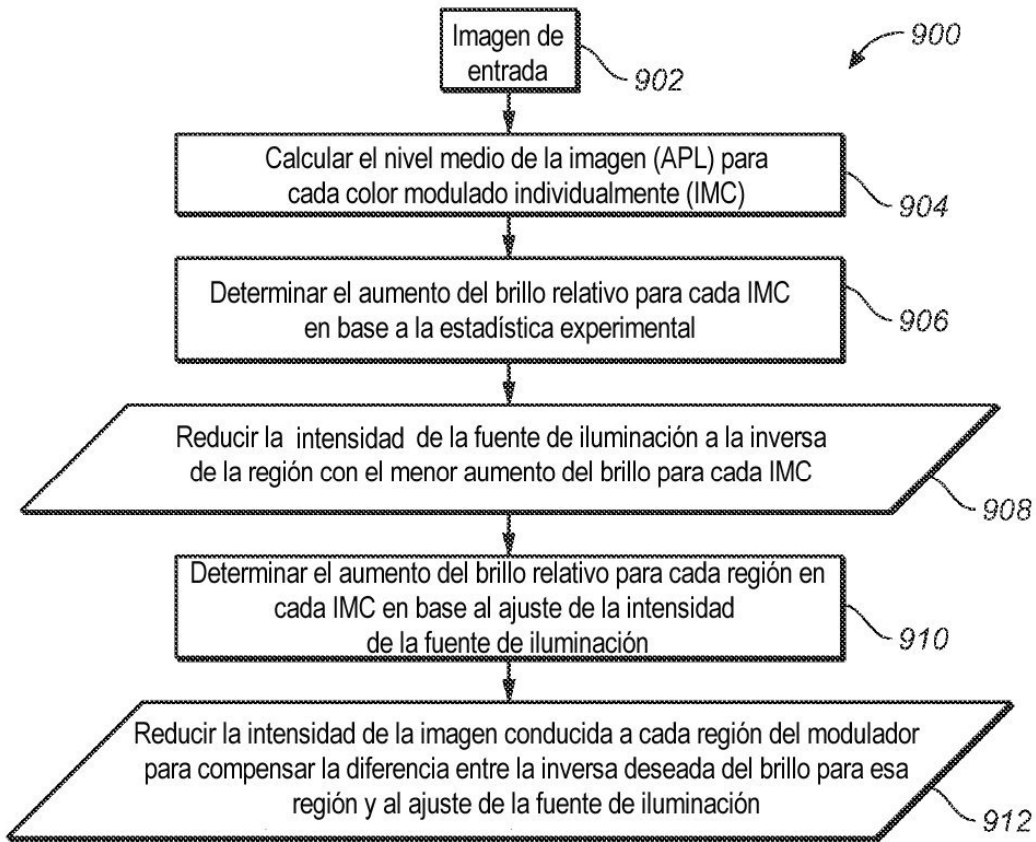 Imagen de
entrada
900
902
Calcular el nivel medio de la imagen (APL) para
cada color modulado individualmente (IMC)
904
Determinar el aumento del brillo relativo para cada IMC
en base a la estadística experimental
906
Reducir la intensidad de la fuente de iluminación a la inversa
de la región con el menor aumento del brillo para cada IMC
908
Determinar el aumento del brillo relativo para cada región en
cada IMC en base al ajuste de la intensidad
de la fuente de iluminación
910
Reducir la intensidad de la imagen conducida a cada región del modulador
para compensar la diferencia entre la inversa deseada del brillo para esa
región y al ajuste de la fuente de iluminación
912